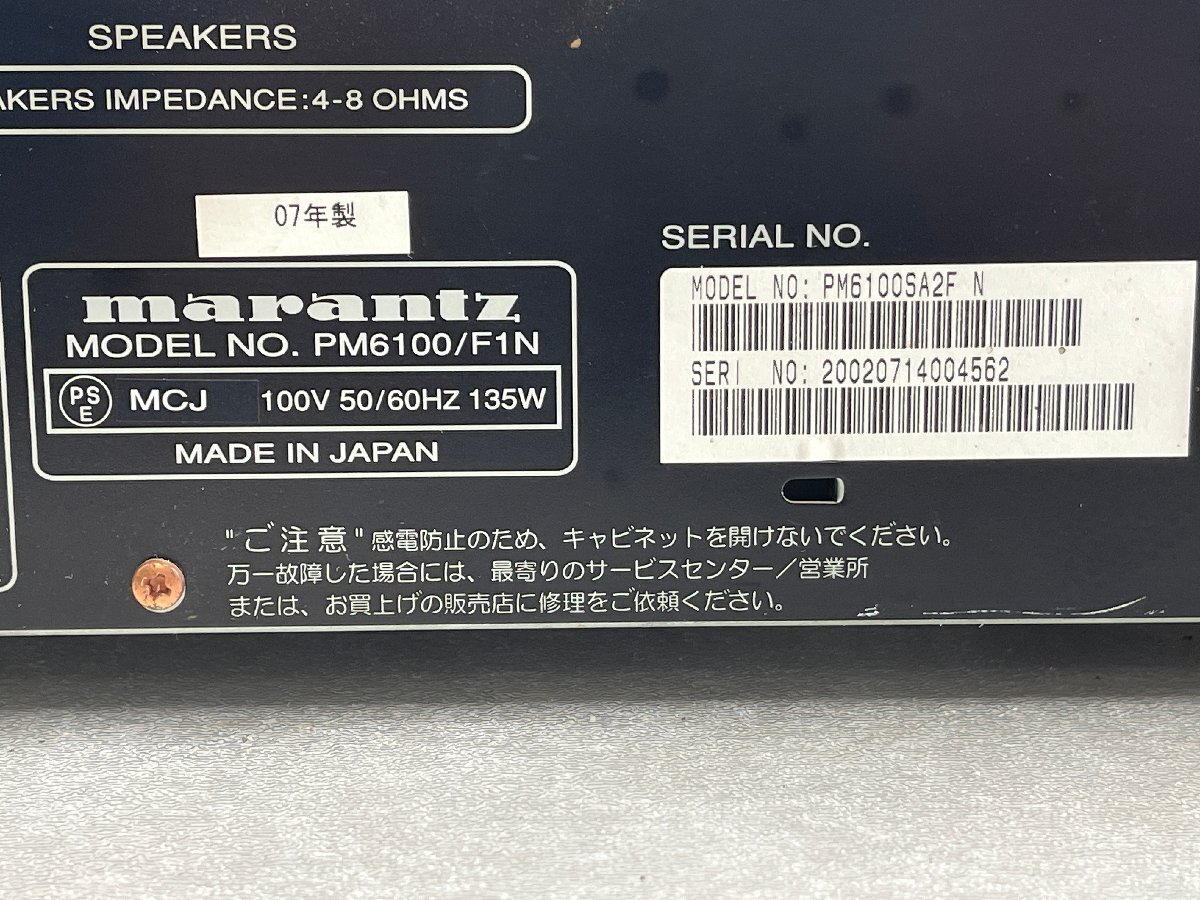 SPEAKERS
AKERS IMPEDANCE:4-8 OHMS
07年製
SERIAL NO.
MODEL NO: PM6100SA2F N
SERI NO: 20020714004562
marantz
MODEL NO. PM6100/F1N
PS
E
MCJ 100V 50/60HZ 135W
MADE IN JAPAN
"ご注意"感電防止のため、キャビネットを開けないでください。
万一故障した場合には、最寄りのサービスセンター／営業所
または、お買上げの販売店に修理をご依頼ください。